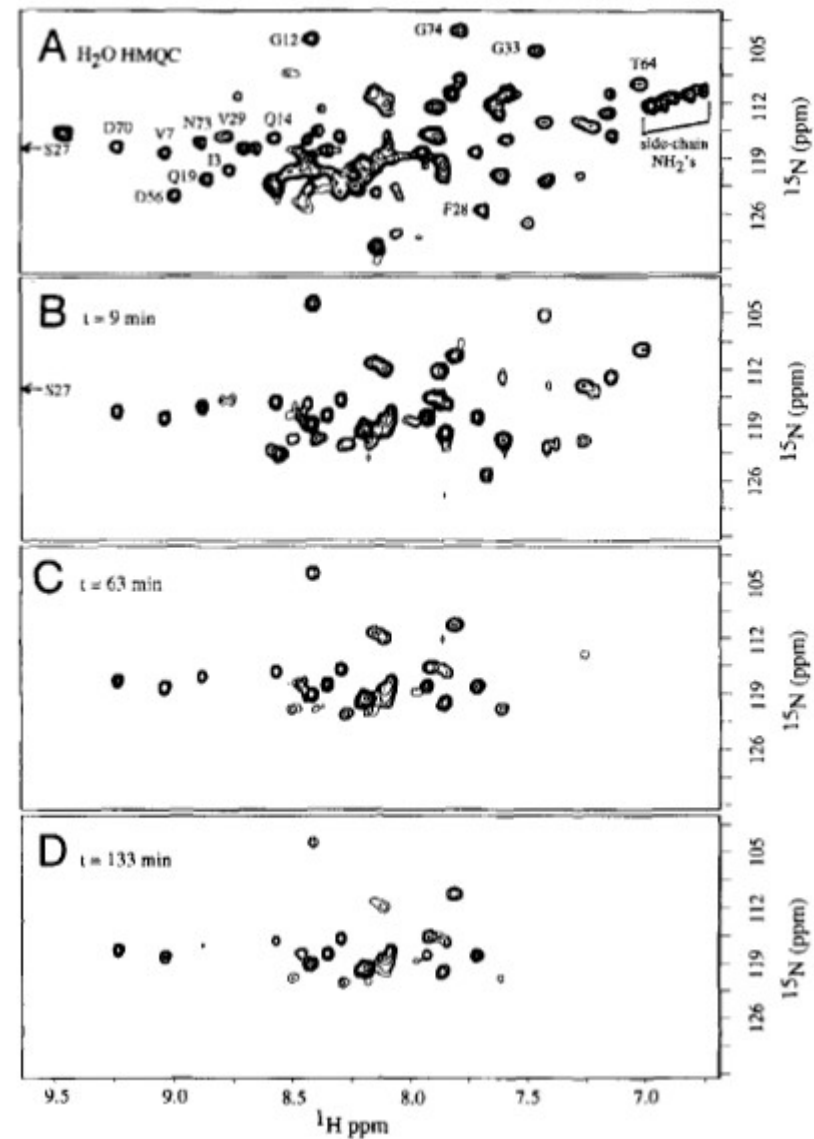 A H₂O HMQC
G12
G74
G33
T64
105
112
119
126
15N (ppm)
D70
V7
N73
V29
Q14
←S27
I3
Q19
D56
F28
side-chain
NH₂'s
B t = 9 min
←S27
105
112
119
126
15N (ppm)
C t = 63 min
105
112
119
126
15N (ppm)
D t = 133 min
105
112
119
126
15N (ppm)
9.5 9.0 8.5 8.0 7.5 7.0
1H ppm